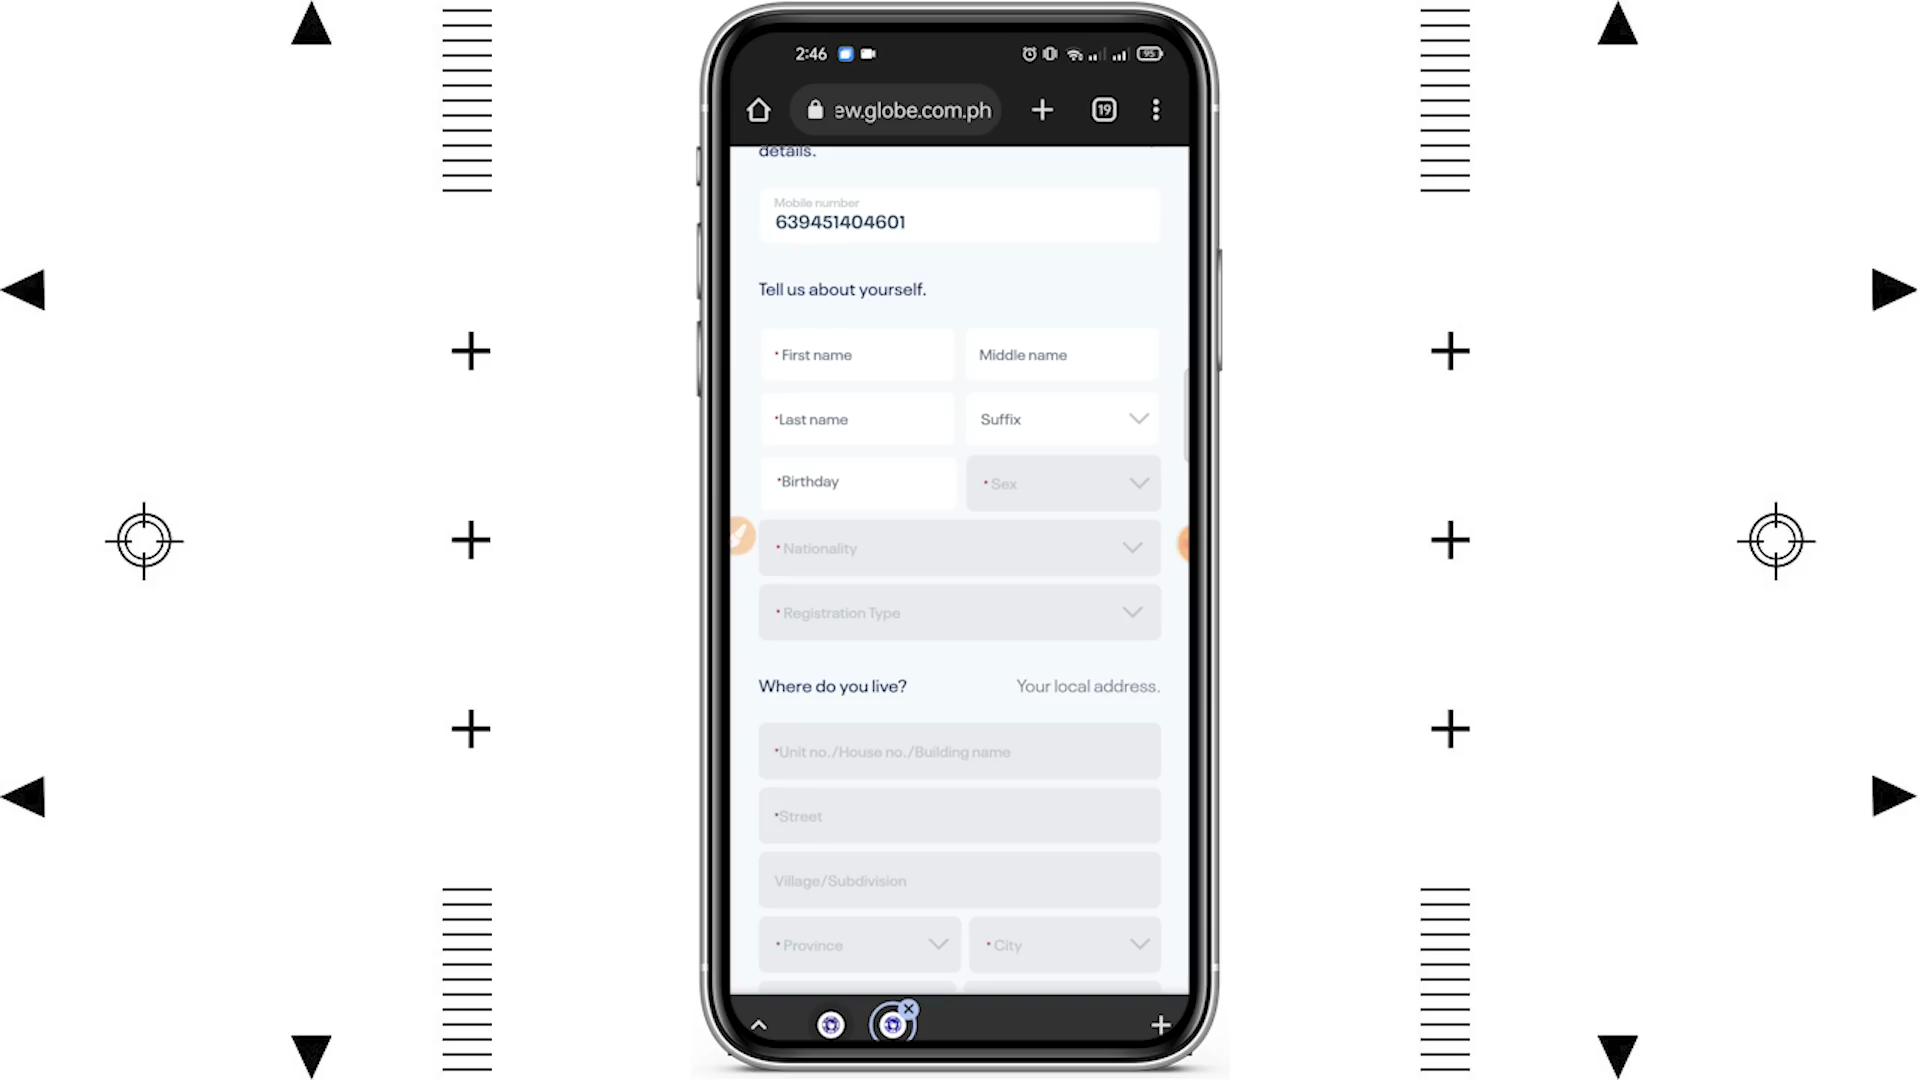 2:46
95
ew.globe.com.ph
19
details.
Mobile number
639451404601
Tell us about yourself.
* First name
Middle name
*Last name
Suffix
*Birthday
* Sex
* Nationality
* Registration Type
Where do you live?
Your local address.
*Unit no./House no./Building name
*Street
Village/Subdivision
* Province
* City